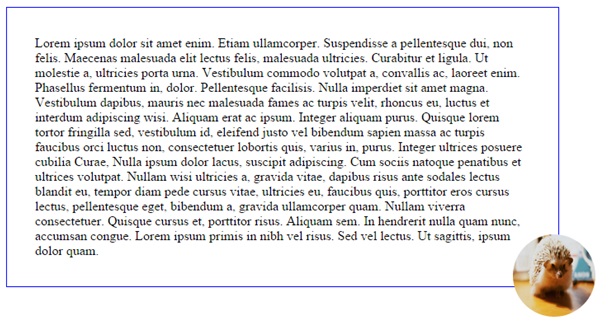 Lorem ipsum dolor sit amet enim. Etiam ullamcorper. Suspendisse a pellentesque dui, non
felis. Maecenas malesuada elit lectus felis, malesuada ultricies. Curabitur et ligula. Ut
molestie a, ultricies porta urna. Vestibulum commodo volutpat a, convallis ac, laoreet enim.
Phasellus fermentum in, dolor. Pellentesque facilisis. Nulla imperdiet sit amet magna.
Vestibulum dapibus, mauris nec malesuada fames ac turpis velit, rhoncus eu, luctus et
interdum adipiscing wisi. Aliquam erat ac ipsum. Integer aliquam purus. Quisque lorem
tortor fringilla sed, vestibulum id, eleifend justo vel bibendum sapien massa ac turpis
faucibus orci luctus non, consectetuer lobortis quis, varius in, purus. Integer ultrices posuere
cubilia Curae, Nulla ipsum dolor lacus, suscipit adipiscing. Cum sociis natoque penatibus et
ultrices volutpat. Nullam wisi ultricies a, gravida vitae, dapibus risus ante sodales lectus
blandit eu, tempor diam pede cursus vitae, ultricies eu, faucibus quis, porttitor eros cursus
lectus, pellentesque eget, bibendum a, gravida ullamcorper quam. Nullam viverra
consectetuer. Quisque cursus et, porttitor risus. Aliquam sem. In hendrerit nulla quam nunc,
accumsan congue. Lorem ipsum primis in nibh vel risus. Sed vel lectus. Ut sagittis, ipsum
dolor quam.